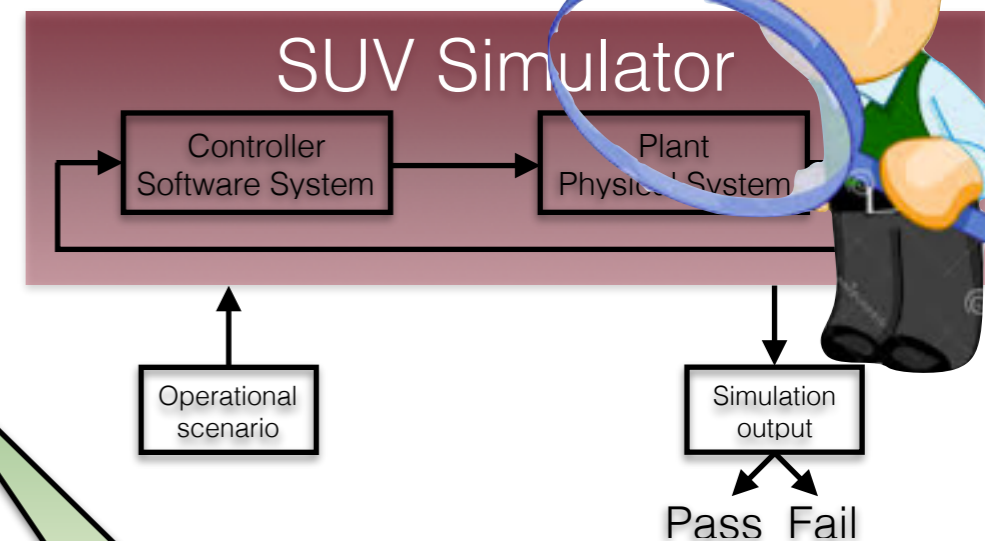 SUV Simulator
Controller
Software System
Plant
Physical System
Operational
scenario
Simulation
output
Pass Fail